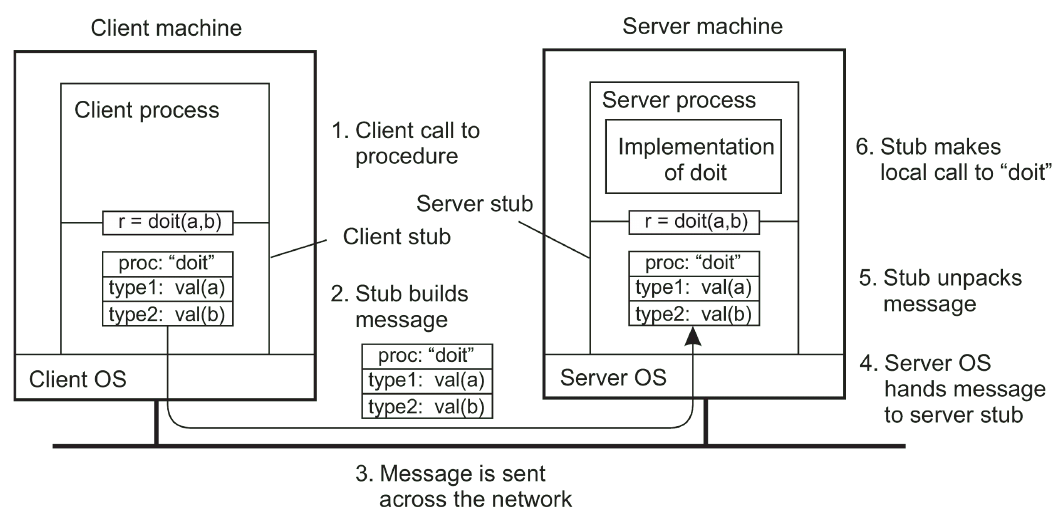 Client machine
Server machine
Client process
1. Client call to
procedure
Server process
Implementation
of doit
6. Stub makes
local call to “doit”
Server stub
r = doit(a,b)
Client stub
r = doit(a,b)
proc: “doit”
type1: val(a)
type2: val(b)
2. Stub builds
message
proc: “doit”
type1: val(a)
type2: val(b)
proc: “doit”
type1: val(a)
type2: val(b)
5. Stub unpacks
message
Client OS
Server OS
4. Server OS
hands message
to server stub
3. Message is sent
across the network